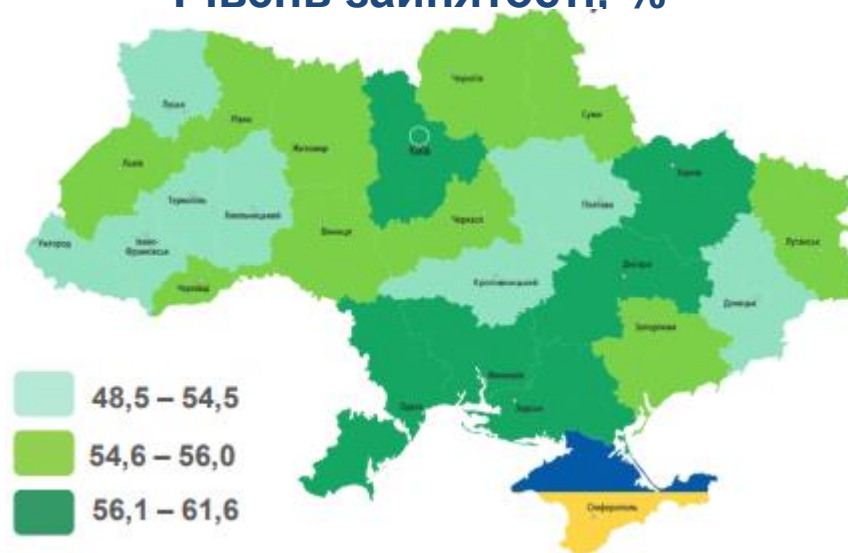 Рівень зайнятості, %
Чернігів
Луцьк
Рівне
Суми
Житомир
Київ
Львів
Харків
Тернопіль
Хмельницький
Полтава
Черкаси
Ужгород
Івано-
Франківськ
Вінниця
Луганськ
Дніпро
Кропивницький
Чернівці
Донецьк
Запоріжжя
Миколаїв
Одеса
Херсон
Сімферополь
48,5 – 54,5
54,6 – 56,0
56,1 – 61,6